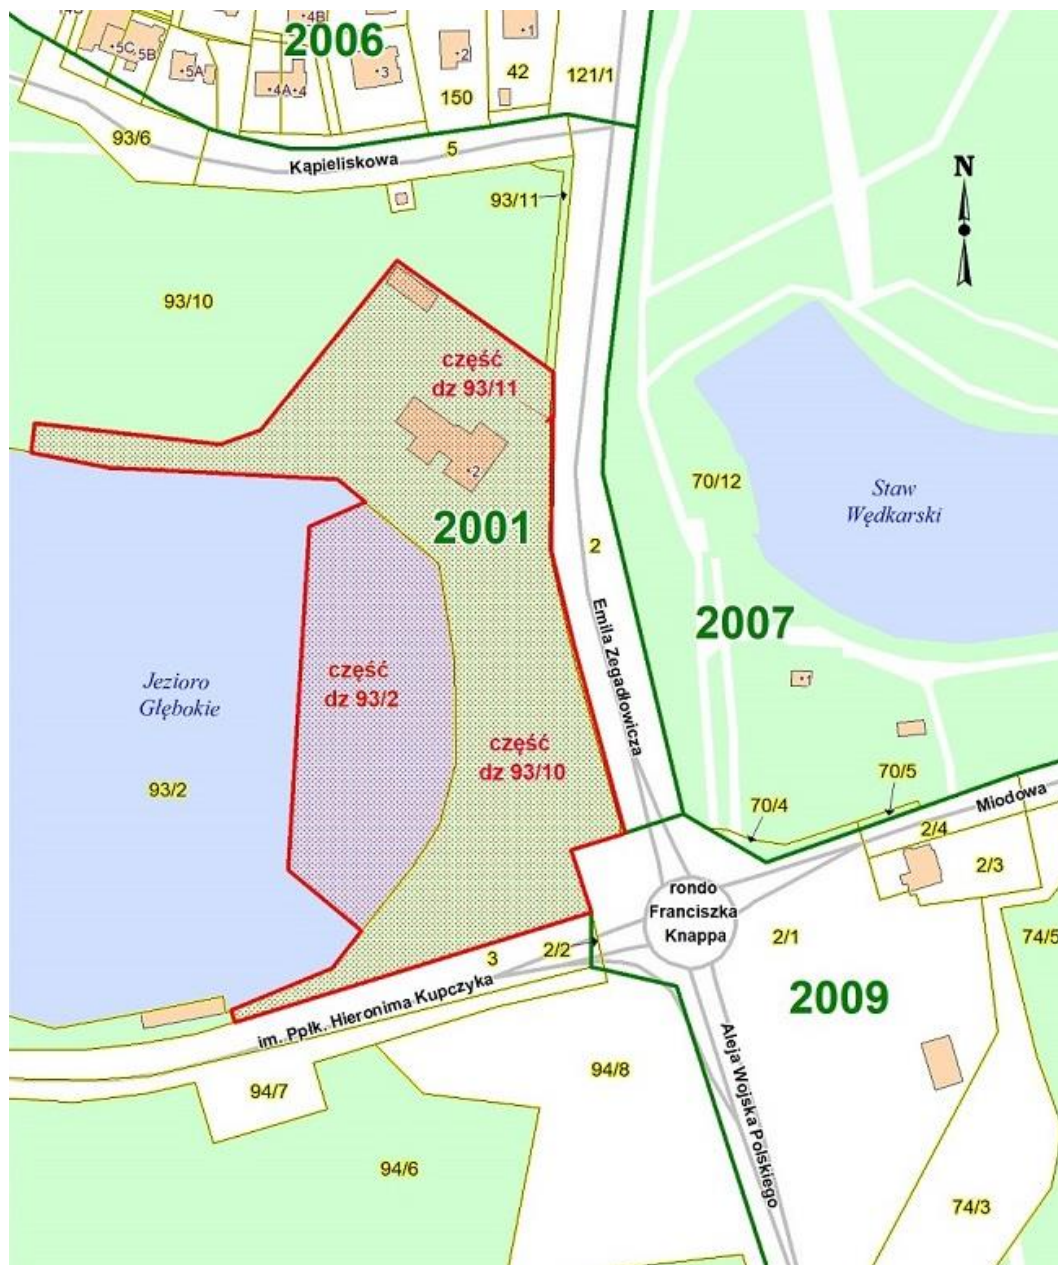 4B
2006
5C
5B
5A
4A
4
3
2
1
150
42
121/1
93/6
5
Kąpieliskowa
93/11
N
93/10
część
dz 93/11
2
2001
70/12
Staw
Wędkarski
2
Emila Zegadłowicza
2007
1
Jezioro
Głębokie
część
dz 93/2
część
dz 93/10
93/2
70/5
70/4
Miodowa
2/4
2/3
rondo
Franciszka
Knappa
2/1
2/2
3
74/5
im. Ppłk. Hieronima Kupczyka
2009
Aleja Wojska Polskiego
94/8
94/7
94/6
74/3